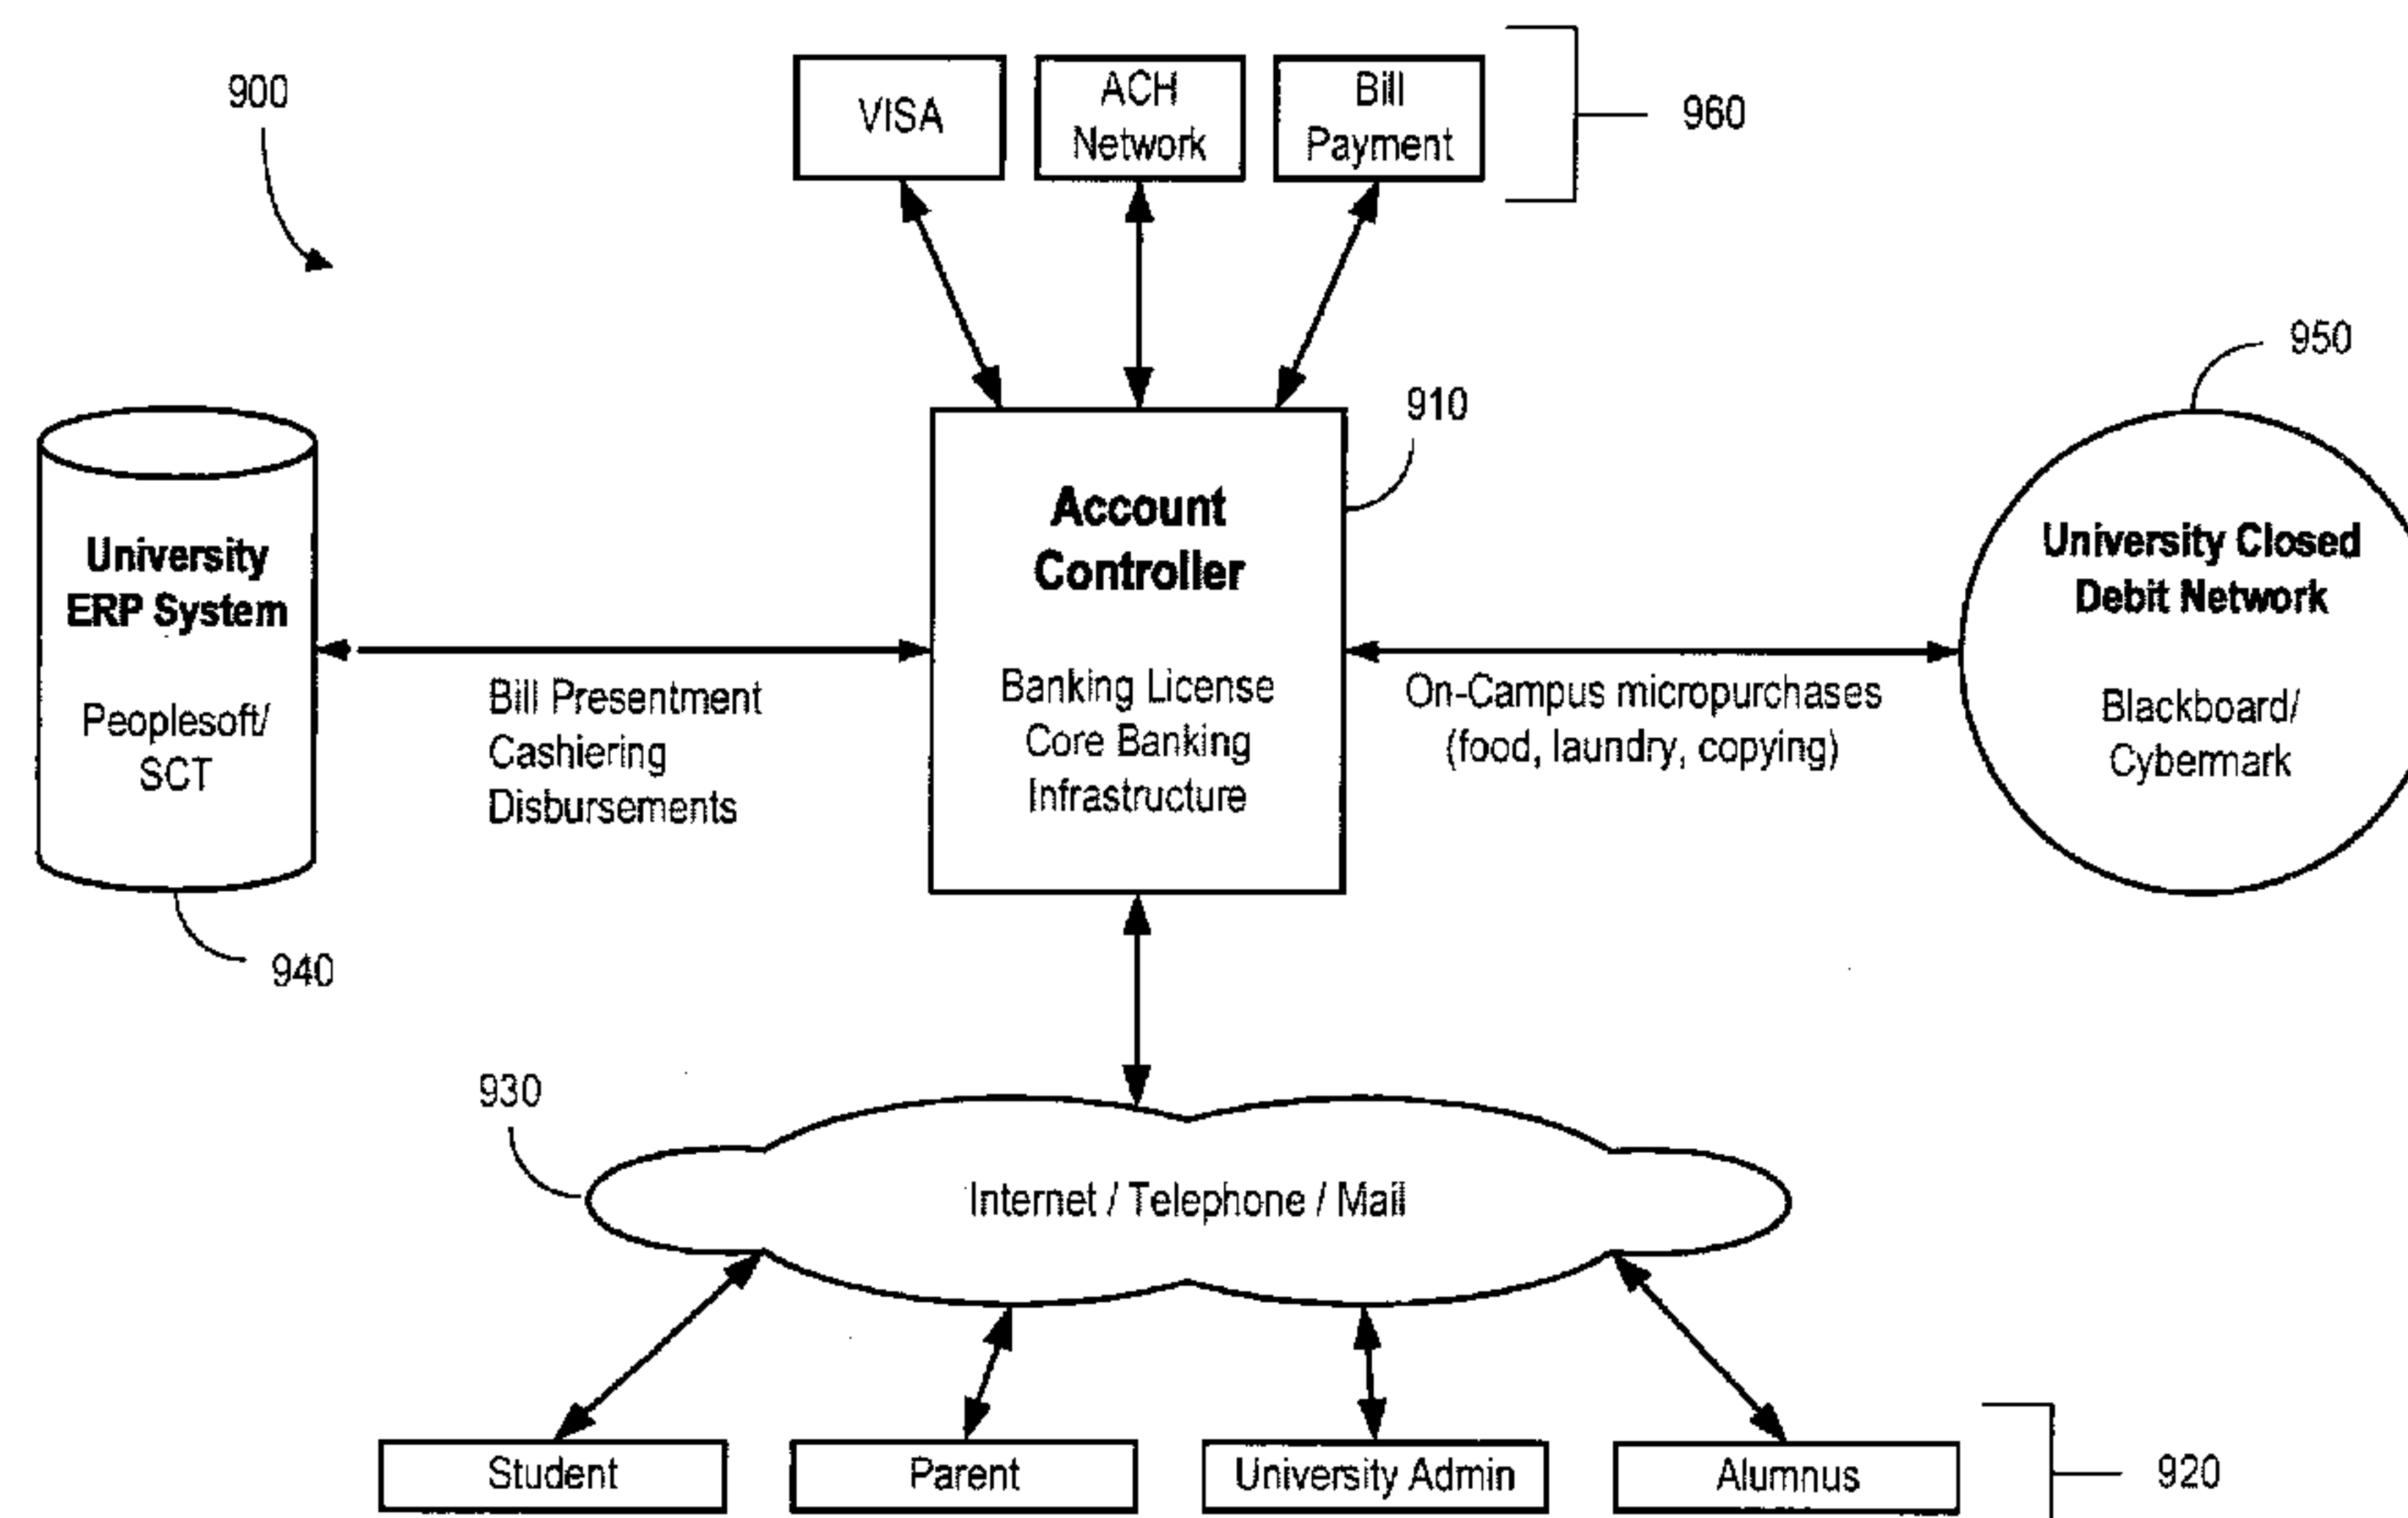 900
VISA
ACH
Network
Bill
Payment
960
910
950
University
ERP System
Peoplesoft/
SCT
940
Bill Presentment
Cashiering
Disbursements
Account
Controller
Banking License
Core Banking
Infrastructure
On-Campus micropurchases
(food, laundry, copying)
University Closed
Debit Network
Blackboard/
Cybermark
930
Internet / Telephone / Mail
Student
Parent
University Admin
Alumnus
920